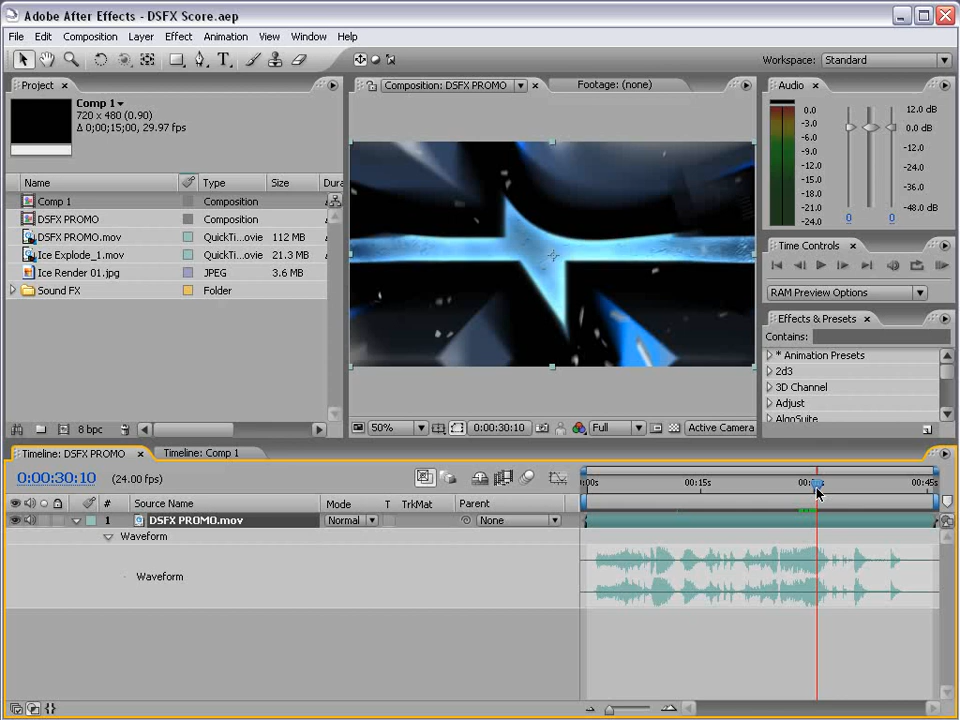 Adobe After Effects - DSFX Score.aep
File Edit Composition Layer Effect Animation View Window Help
Workspace: Standard
Project
Comp 1
720 x 480 (0.90)
Δ 0;00;15;00, 29.97 fps
Name Type Size Dura
Comp 1 Composition
DSFX PROMO Composition
DSFX PROMO.mov QuickTi...ovie 112 MB
Ice Explode_1.mov QuickTi...ovie 21.3 MB
Ice Render 01.jpg JPEG 3.6 MB
Sound FX Folder
8 bpc
Composition: DSFX PROMO
Footage: (none)
50% 0:00:30:10 Full Active Camera
Audio
0.0
-3.0
-6.0
-9.0
-12.0
-15.0
-18.0
-21.0
-24.0
12.0 dB
0.0 dB
-12.0
-24.0
-36.0
-48.0 dB
0 0
Time Controls
RAM Preview Options
Effects & Presets
Contains:
* Animation Presets
2d3
3D Channel
Adjust
AlgoSuite
Timeline: DSFX PROMO Timeline: Comp 1
0:00:30:10 (24.00 fps)
:00s 00:15s 00:45s
# Source Name Mode T TrkMat Parent
1 DSFX PROMO.mov Normal None
Waveform
Waveform